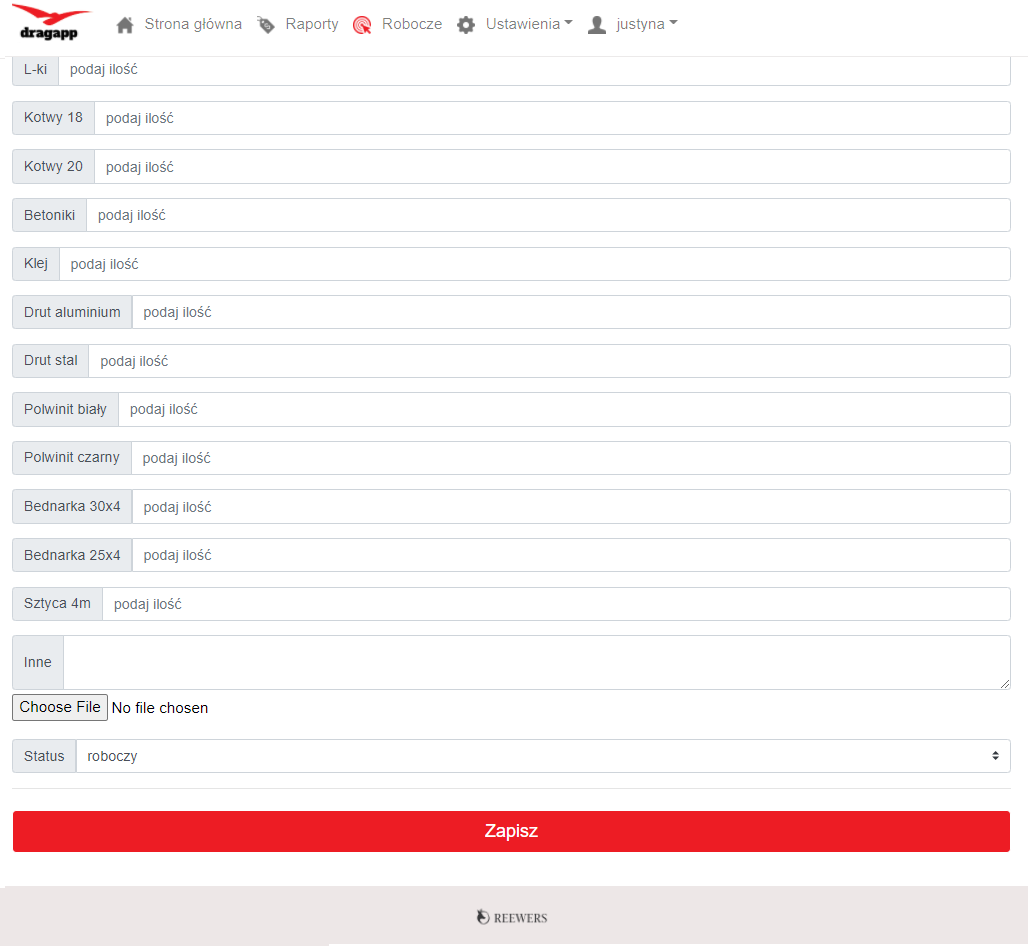 dragapp Strona główna Raporty Robocze Ustawienia justyna
L-ki podaj ilość
Kotwy 18 podaj ilość
Kotwy 20 podaj ilość
Betoniki podaj ilość
Klej podaj ilość
Drut aluminium podaj ilość
Drut stal podaj ilość
Polwinit biały podaj ilość
Polwinit czarny podaj ilość
Bednarka 30x4 podaj ilość
Bednarka 25x4 podaj ilość
Sztyca 4m podaj ilość
Inne
Choose File No file chosen
Status roboczy
Zapisz
REEWERS